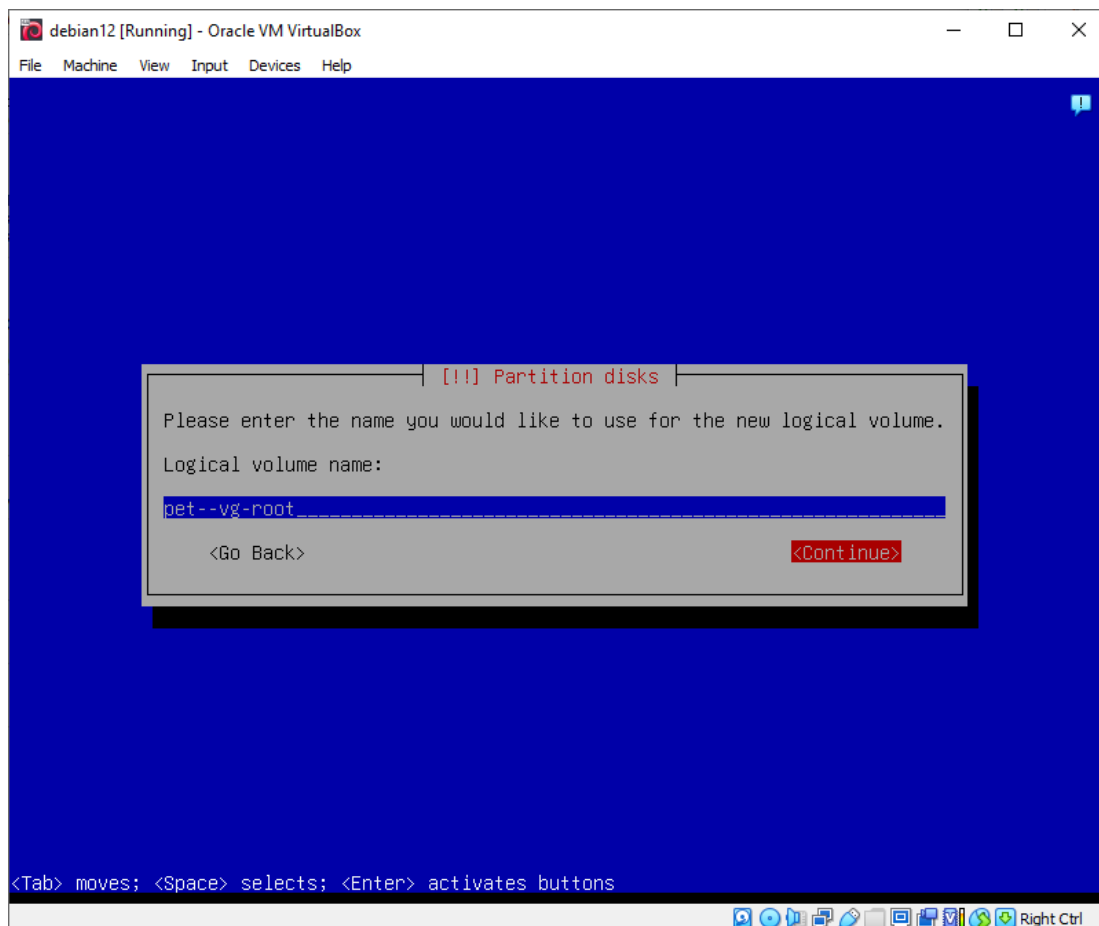 debian12 [Running] - Oracle VM VirtualBox
File Machine View Input Devices Help
[!!] Partition disks
Please enter the name you would like to use for the new logical volume.
Logical volume name:
pet--vg-root____________________________________________________________
<Go Back> <Continue>
<Tab> moves; <Space> selects; <Enter> activates buttons
Right Ctrl